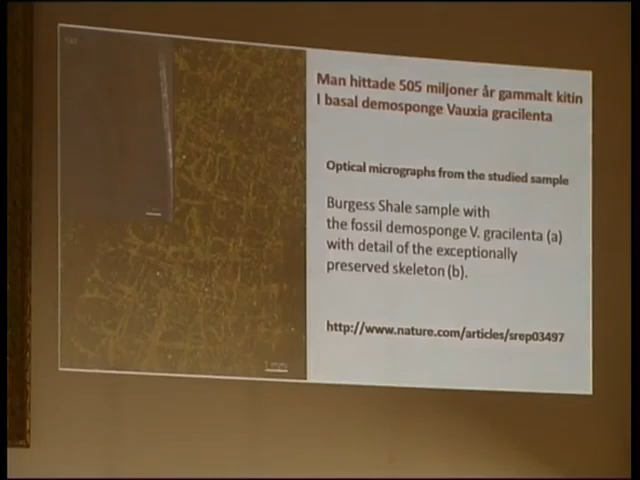 Man hittade 505 miljoner år gammalt kitin
I basal demosponge Vauxia gracilenta
Optical micrographs from the studied sample
Burgess Shale sample with
the fossil demosponge V. gracilenta (a)
with detail of the exceptionally
preserved skeleton (b).
http://www.nature.com/articles/srep03497